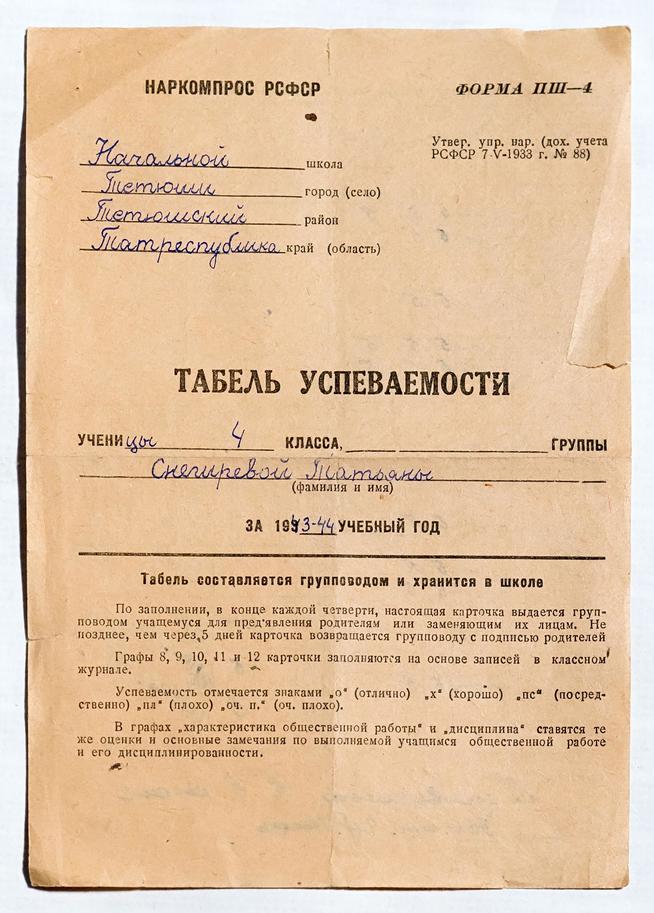 НАРКОМПРОС РСФСР
ФОРМА ПШ—4
Утвер. упр. нар. (дох. учета
РСФСР 7-V-1933 г. № 88)
Начальной школа
Тетюши город (село)
Тетюшский район
Татреспублика край (область)
ТАБЕЛЬ УСПЕВАЕМОСТИ
УЧЕНИцы 4 КЛАССА, ГРУППЫ
Снегиревой Татьяны
(фамилия и имя)
ЗА 1943-44 УЧЕБНЫЙ ГОД
Табель составляется групповодом и хранится в школе
По заполнении, в конце каждой четверти, настоящая карточка выдается груп-
поводом учащемуся для пред'явления родителям или заменяющим их лицам. Не
позднее, чем через 5 дней карточка возвращается групповоду с подписью родителей
Графы 8, 9, 10, 11 и 12 карточки заполняются на основе записей в классном
журнале.
Успеваемость отмечается знаками „о“ (отлично) „х“ (хорошо) „пс“ (посред-
ственно) „пл“ (плохо) „оч. п.“ (оч. плохо).
В графах „характеристика общественной работы“ и „дисциплина“ ставятся те
же оценки и основные замечания по выполняемой учащимся общественной работе
и его дисциплинированности.